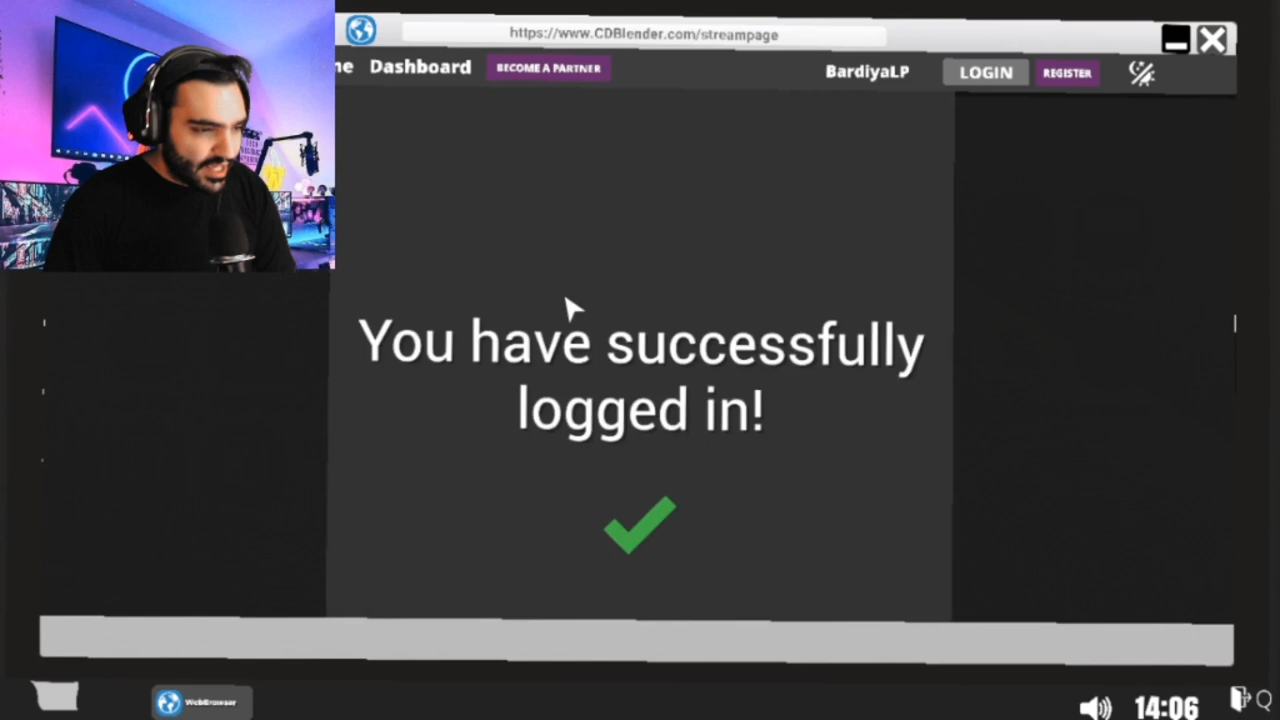 https://www.CDBlender.com/streampage
ne Dashboard BECOME A PARTNER BardiyaLP LOGIN REGISTER
You have successfully
logged in!
WebBrowser 14:06 Q